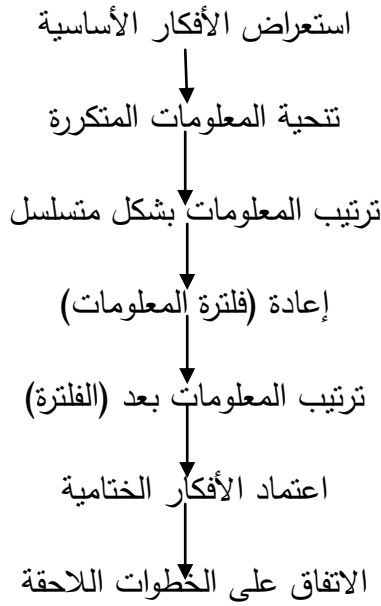 استعراض الأفكار الأساسية
تنحية المعلومات المتكررة
ترتيب المعلومات بشكل متسلسل
إعادة (فلترة المعلومات)
ترتيب المعلومات بعد (الفلترة)
اعتماد الأفكار الختامية
الاتفاق على الخطوات اللاحقة